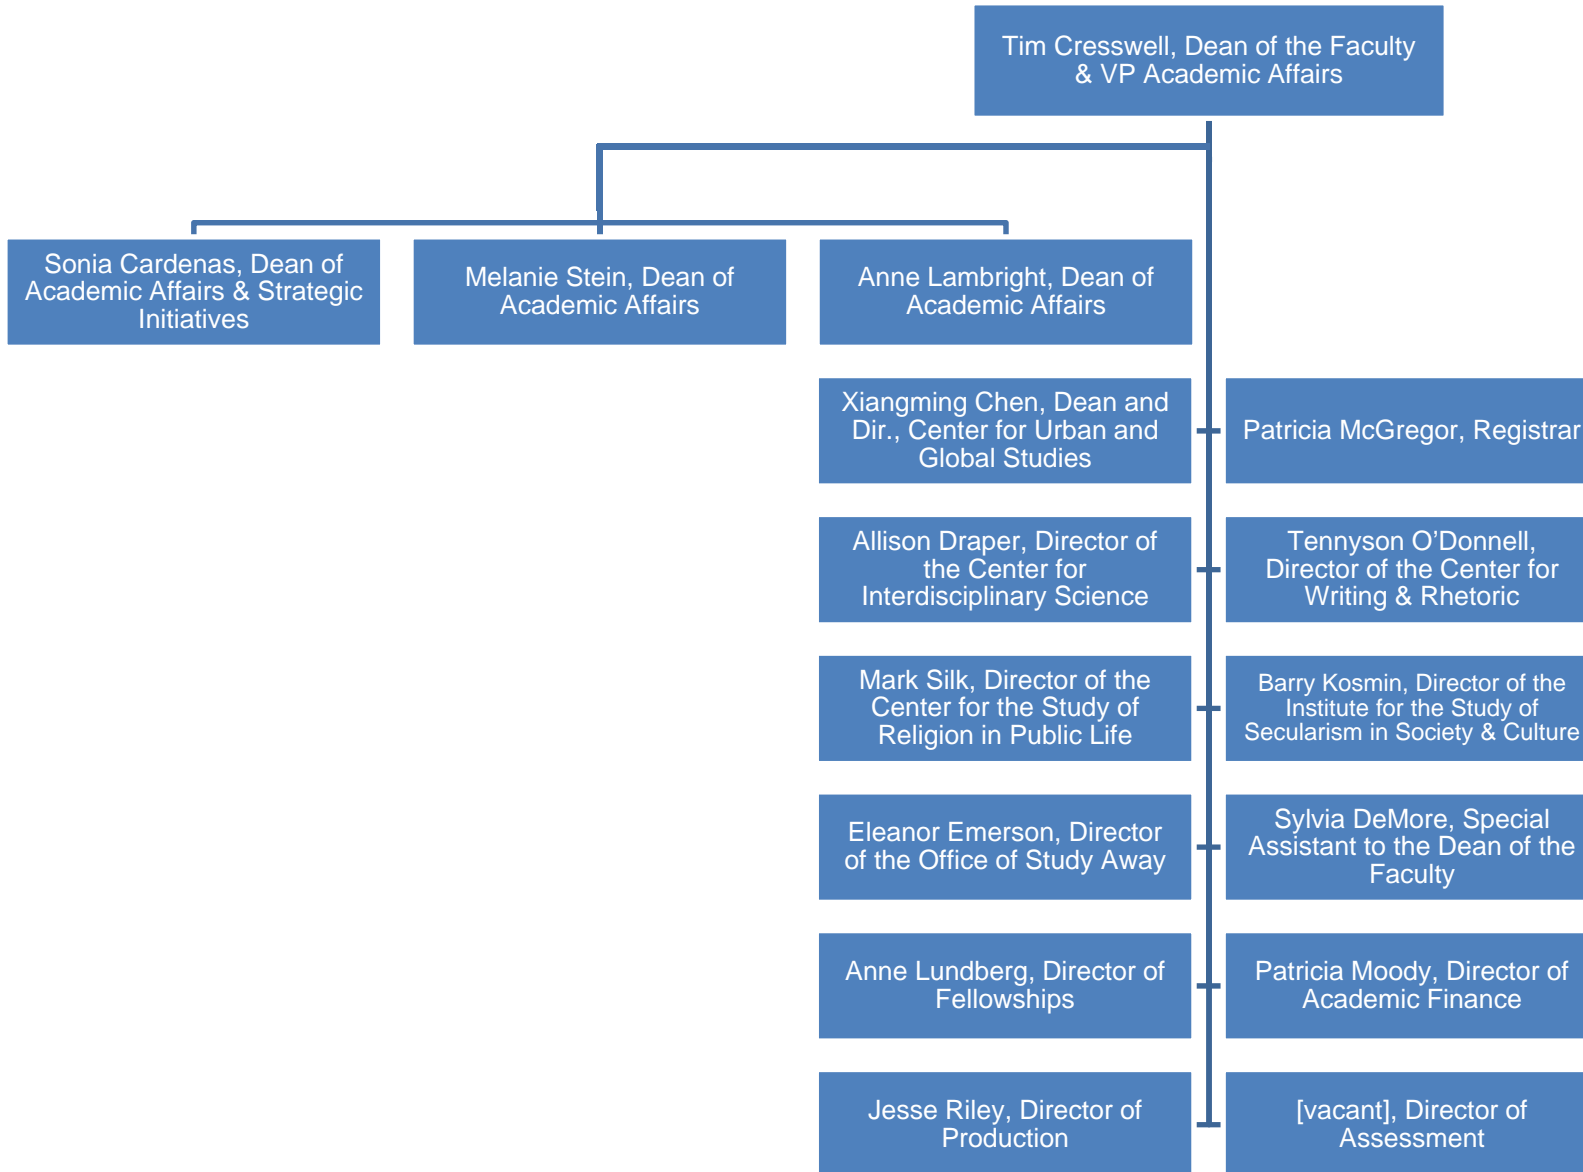 Tim Cresswell, Dean of the Faculty
& VP Academic Affairs
Sonia Cardenas, Dean of
Academic Affairs & Strategic
Initiatives
Melanie Stein, Dean of
Academic Affairs
Anne Lambright, Dean of
Academic Affairs
Xiangming Chen, Dean and
Dir., Center for Urban and
Global Studies
Patricia McGregor, Registrar
Allison Draper, Director of
the Center for
Interdisciplinary Science
Tennyson O’Donnell,
Director of the Center for
Writing & Rhetoric
Mark Silk, Director of the
Center for the Study of
Religion in Public Life
Barry Kosmin, Director of the
Institute for the Study of
Secularism in Society & Culture
Eleanor Emerson, Director
of the Office of Study Away
Sylvia DeMore, Special
Assistant to the Dean of the
Faculty
Anne Lundberg, Director of
Fellowships
Patricia Moody, Director of
Academic Finance
Jesse Riley, Director of
Production
[vacant], Director of
Assessment